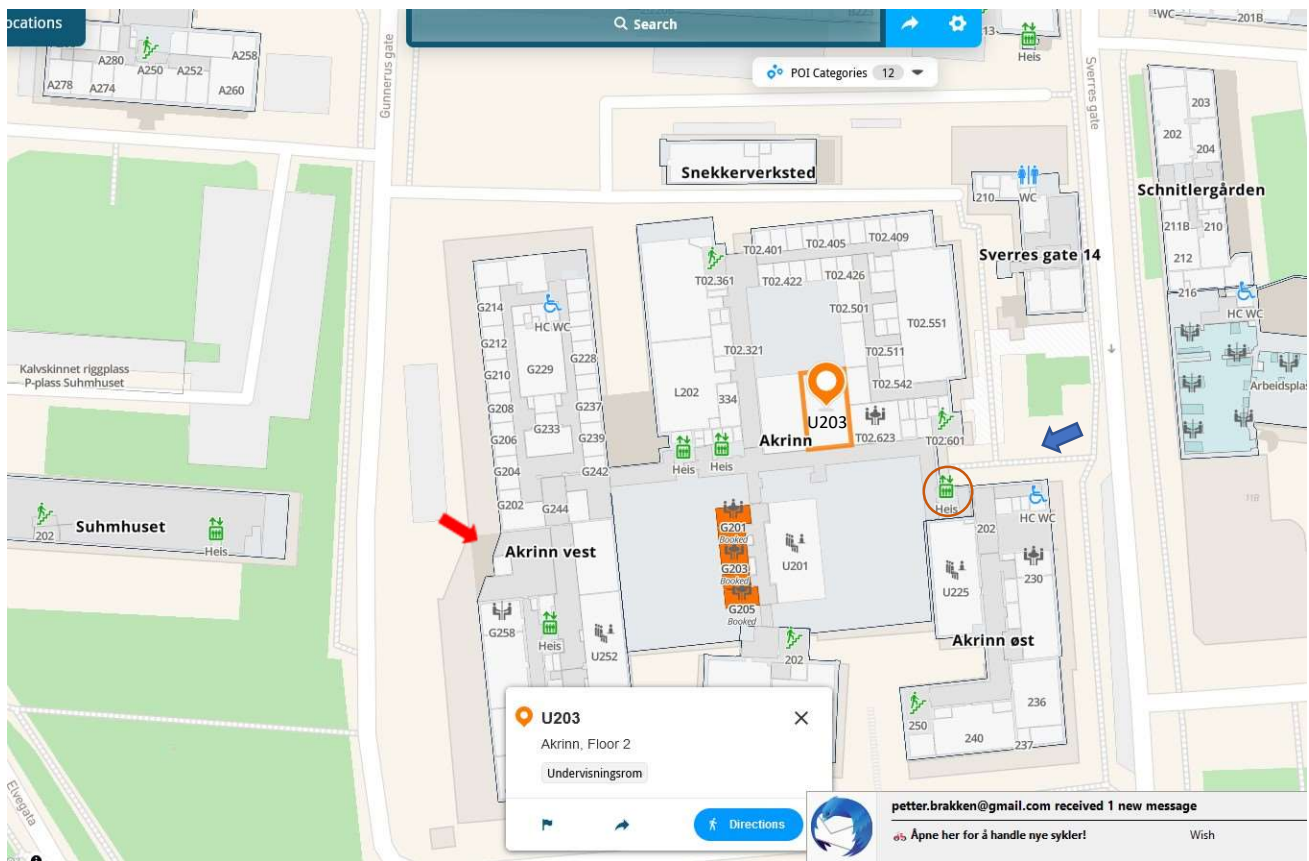 ocations
Search
POI Categories 12
A280
A250
A252
A258
A278
A274
A260
Gunnerus gate
Sverres gate
Heis
WC
201B
203
202
204
Schnitlergården
211B
210
212
216
HC WC
Arbeidsplas
Snekkerverksted
210
WC
Sverres gate 14
T02.401
T02.405
T02.409
T02.361
T02.422
T02.426
T02.501
T02.551
T02.321
T02.511
T02.542
334
L202
U203
T02.623
T02.601
Akrinn
Heis
Heis
Heis
G214
HC WC
G212
G228
G210
G229
G208
G237
G233
G206
G239
G204
G242
G202
G244
Kalvskinnet riggplass
P-plass Suhmhuset
Suhmhuset
202
Heis
Akrinn vest
G258
Heis
U252
G201
Booked
G203
Booked
G205
Booked
U201
202
202
HC WC
230
U225
Akrinn øst
236
250
240
237
11B
Elvegata
U203
Akrinn, Floor 2
Undervisningsrom
Directions
petter.brakken@gmail.com received 1 new message
Åpne her for å handle nye sykler!
Wish